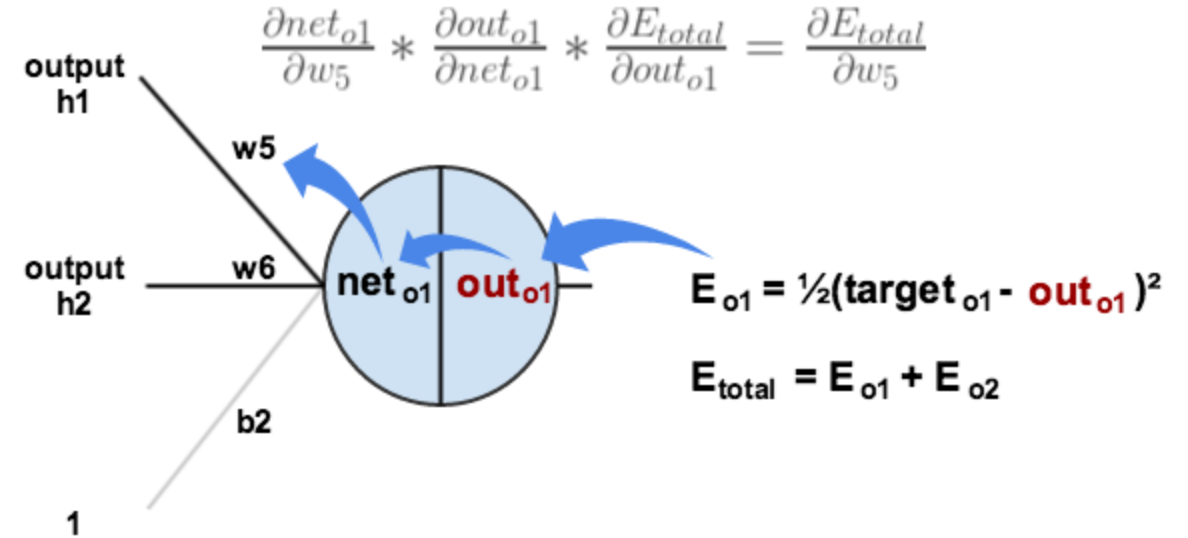 ∂net_o1/∂w5 * ∂out_o1/∂net_o1 * ∂E_total/∂out_o1 = ∂E_total/∂w5
output
h1
w5
output
h2
w6
net o1
out o1
E o1 = ½(target o1 - out o1)²
E total = E o1 + E o2
b2
1